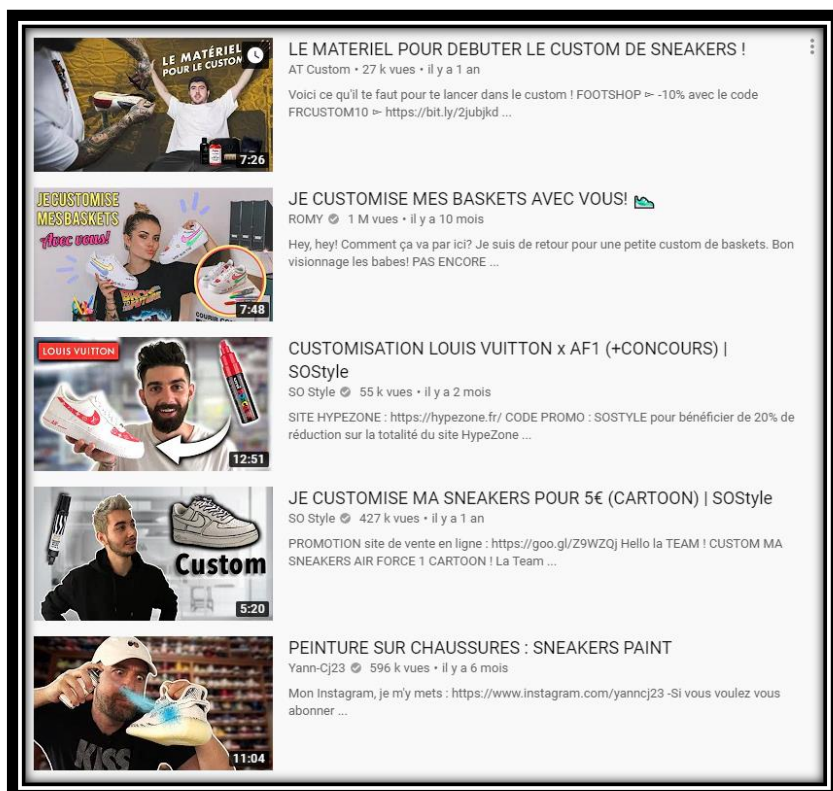 LE MATÉRIEL
POUR LE CUSTOM
7:26
LE MATERIEL POUR DEBUTER LE CUSTOM DE SNEAKERS !
AT Custom • 27 k vues • il y a 1 an
Voici ce qu'il te faut pour te lancer dans le custom ! FOOTSHOP ➣ -10% avec le code
FRCUSTOM10 ➣ https://bit.ly/2jubjkd ...
JE CUSTOMISE
MES BASKETS
Avec vous!
7:48
JE CUSTOMISE MES BASKETS AVEC VOUS! 👟
ROMY 1 M vues • il y a 10 mois
Hey, hey! Comment ça va par ici? Je suis de retour pour une petite custom de baskets. Bon
visionnage les babes! PAS ENCORE ...
LOUIS VUITTON
12:51
CUSTOMISATION LOUIS VUITTON x AF1 (+CONCOURS) |
SOStyle
SO Style 55 k vues • il y a 2 mois
SITE HYPEZONE : https://hypezone.fr/ CODE PROMO : SOSTYLE pour bénéficier de 20% de
réduction sur la totalité du site HypeZone ...
Custom
5:20
JE CUSTOMISE MA SNEAKERS POUR 5€ (CARTOON) | SOStyle
SO Style 427 k vues • il y a 1 an
PROMOTION site de vente en ligne : https://goo.gl/Z9WZQj Hello la TEAM ! CUSTOM MA
SNEAKERS AIR FORCE 1 CARTOON ! La Team ...
KISS
11:04
PEINTURE SUR CHAUSSURES : SNEAKERS PAINT
Yann-Cj23 596 k vues • il y a 6 mois
Mon Instagram, je m'y mets : https://www.instagram.com/yanncj23 -Si vous voulez vous
abonner ...